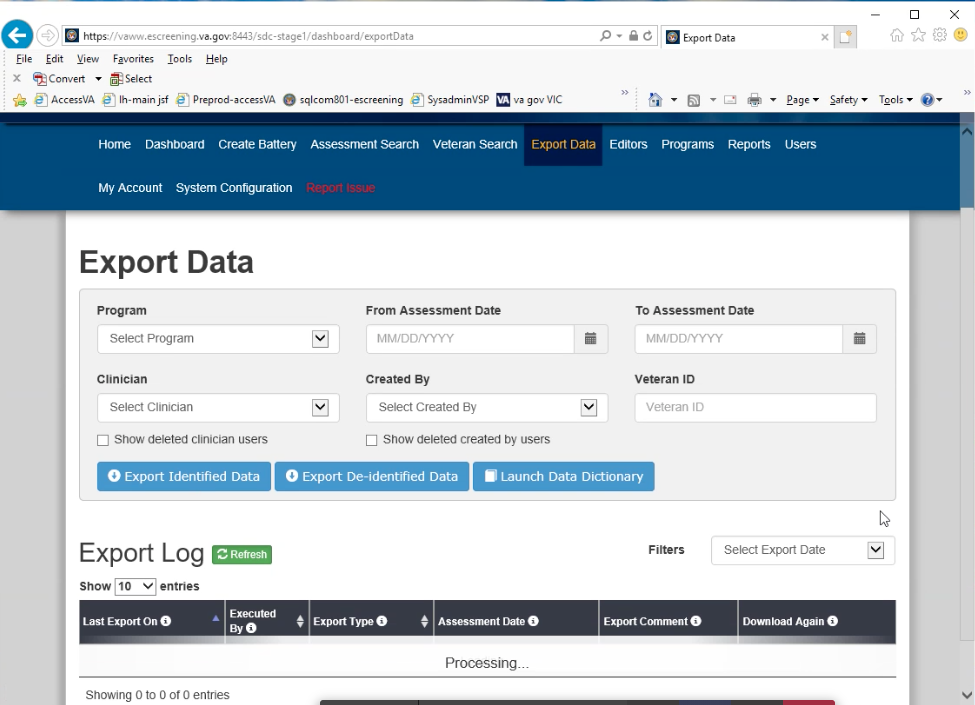 https://vaww.escreening.va.gov:8443/sdc-stage1/dashboard/exportData
Export Data
File Edit View Favorites Tools Help
Convert Select
AccessVA lh-main jsf Preprod-accessVA sqlcom801-escreening SysadminVSP va gov VIC Page Safety Tools
Home Dashboard Create Battery Assessment Search Veteran Search Export Data Editors Programs Reports Users
My Account System Configuration Report Issue
Export Data
Program From Assessment Date To Assessment Date
Select Program MM/DD/YYYY MM/DD/YYYY
Clinician Created By Veteran ID
Select Clinician Select Created By Veteran ID
Show deleted clinician users Show deleted created by users
Export Identified Data Export De-identified Data Launch Data Dictionary
Export Log Refresh Filters Select Export Date
Show 10 entries
Last Export On Executed By Export Type Assessment Date Export Comment Download Again
Processing...
Showing 0 to 0 of 0 entries